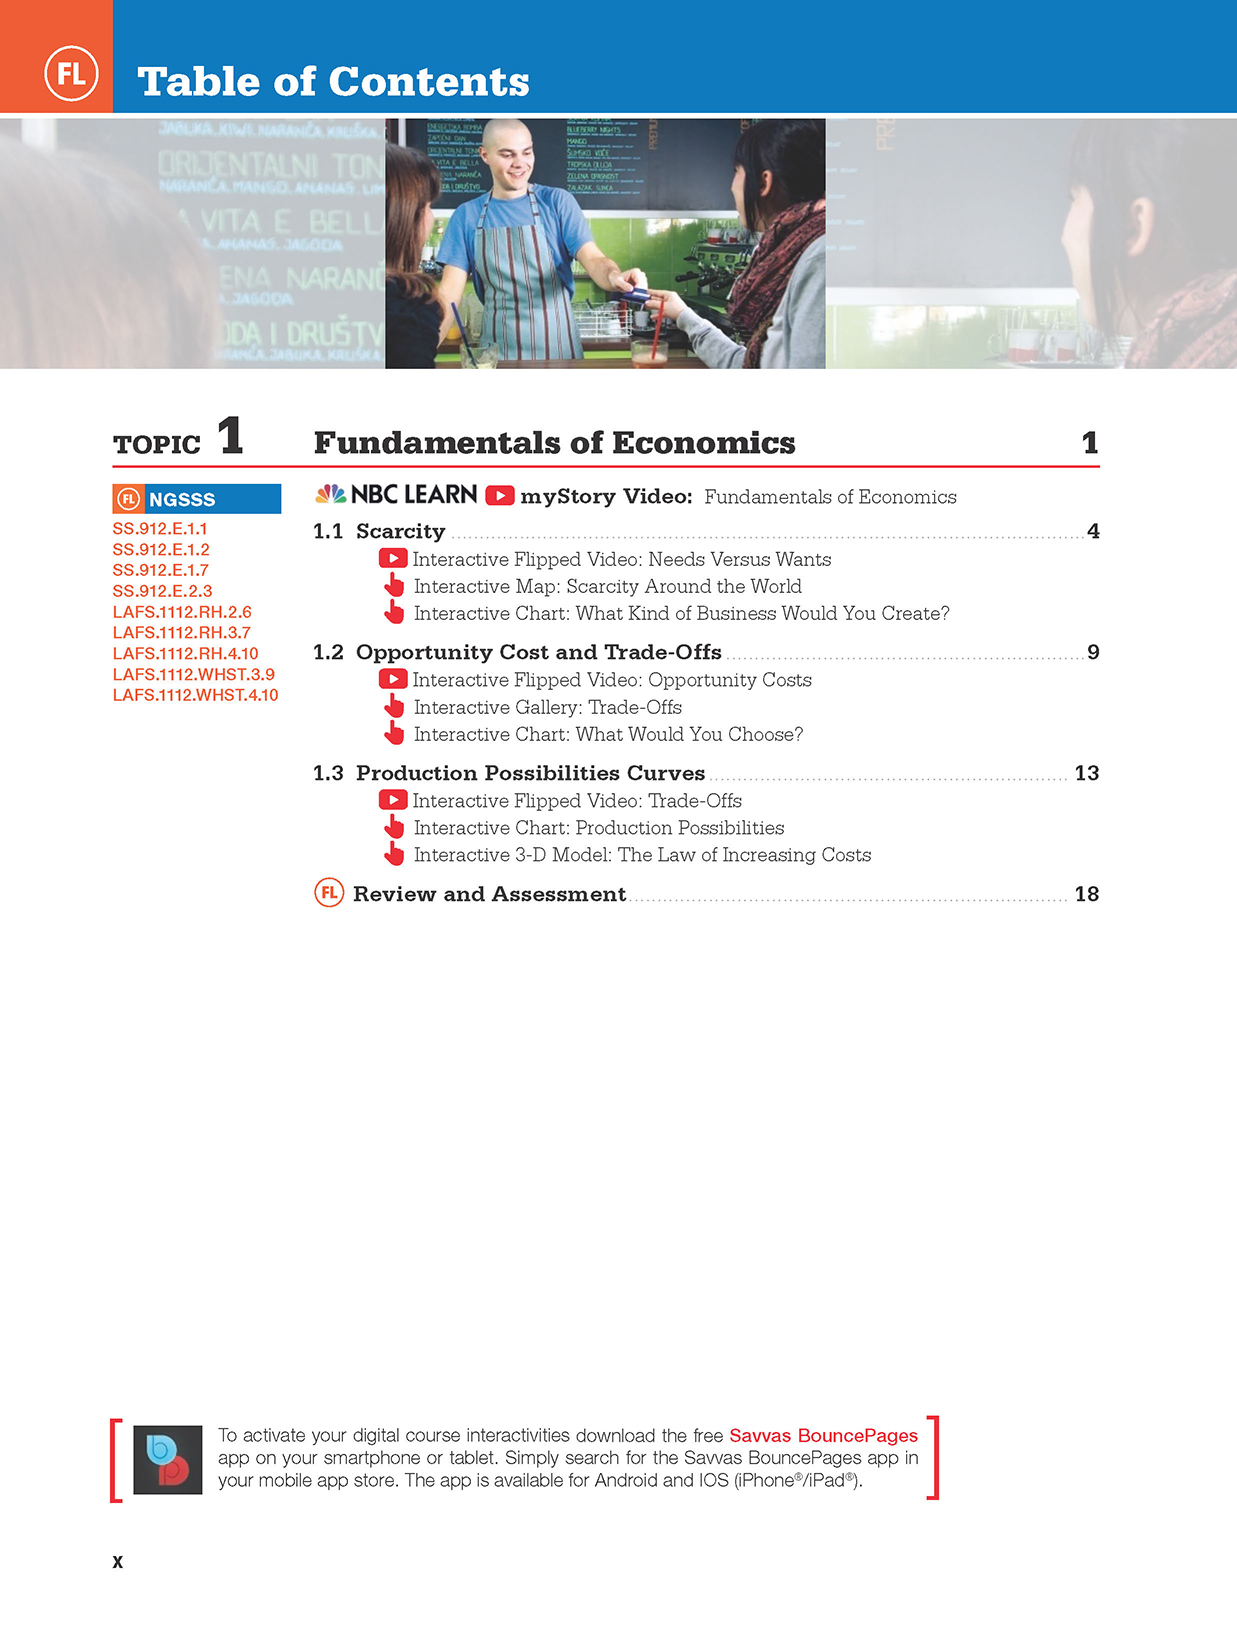 FL
Table of Contents
JABUKA, KIWI, NARANČA, KRUŠKA,
ORIJENTALNI TON
NARANČA, MANGO, ANANAS, LIM
A VITA E BELL
A, ANANAS, JAGODA
ENA NARANČ
A, JAGODA
ODA I DRUŠTV
ENERGETSKA BOMBA
ORIJENTALNI TONI
VITA E BELLA
ENA NARANČA
DA I DRUŠTVO
BLUEBERRY NIGHTS
MANGO
ŠUMSKO VOĆE
TROPSKA OLUJA
ZELENA OPASNOST
ZALAZAK SUNCA
TOPIC 1 Fundamentals of Economics 1
FL NGSSS
SS.912.E.1.1
SS.912.E.1.2
SS.912.E.1.7
SS.912.E.2.3
LAFS.1112.RH.2.6
LAFS.1112.RH.3.7
LAFS.1112.RH.4.10
LAFS.1112.WHST.3.9
LAFS.1112.WHST.4.10
NBC LEARN myStory Video: Fundamentals of Economics
1.1 Scarcity 4
Interactive Flipped Video: Needs Versus Wants
Interactive Map: Scarcity Around the World
Interactive Chart: What Kind of Business Would You Create?
1.2 Opportunity Cost and Trade-Offs 9
Interactive Flipped Video: Opportunity Costs
Interactive Gallery: Trade-Offs
Interactive Chart: What Would You Choose?
1.3 Production Possibilities Curves 13
Interactive Flipped Video: Trade-Offs
Interactive Chart: Production Possibilities
Interactive 3-D Model: The Law of Increasing Costs
FL Review and Assessment 18
bp
To activate your digital course interactivities download the free Savvas BouncePages
app on your smartphone or tablet. Simply search for the Savvas BouncePages app in
your mobile app store. The app is available for Android and IOS (iPhone®/iPad®).
x